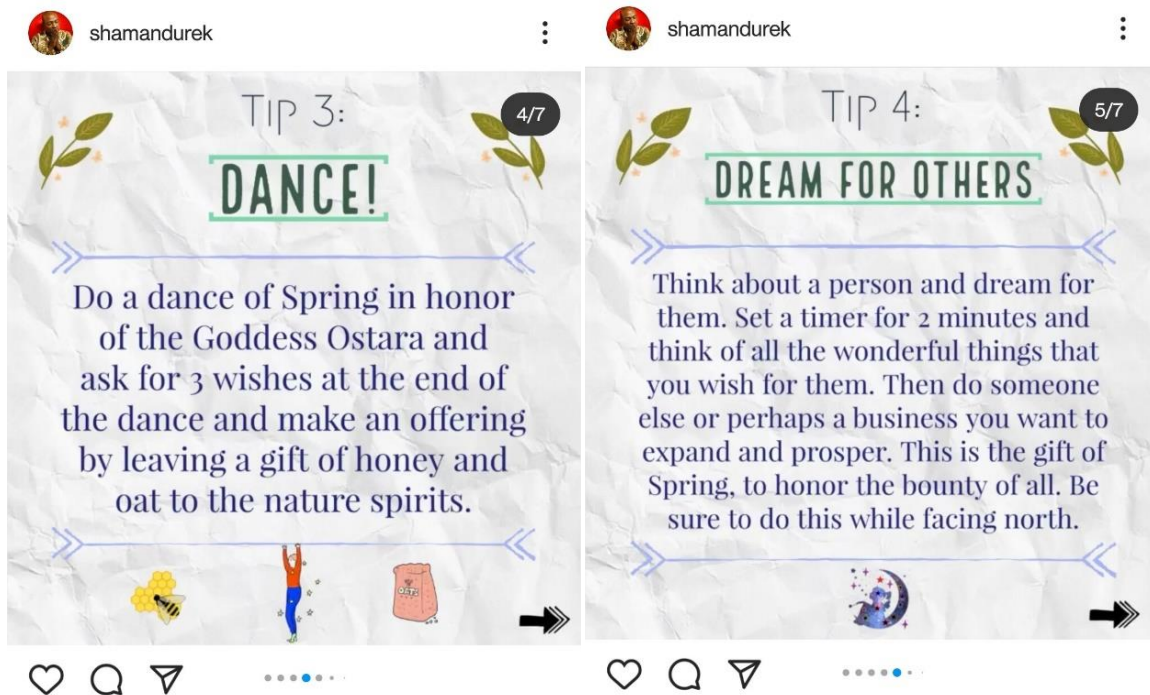 shamandurek
TIP 3:
4/7
DANCE!
Do a dance of Spring in honor
of the Goddess Ostara and
ask for 3 wishes at the end of
the dance and make an offering
by leaving a gift of honey and
oat to the nature spirits.
OATS
shamandurek
TIP 4:
5/7
DREAM FOR OTHERS
Think about a person and dream for
them. Set a timer for 2 minutes and
think of all the wonderful things that
you wish for them. Then do someone
else or perhaps a business you want to
expand and prosper. This is the gift of
Spring, to honor the bounty of all. Be
sure to do this while facing north.